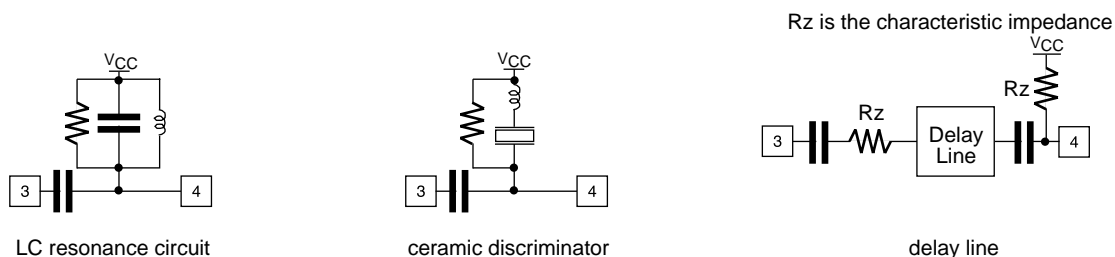 Rz is the characteristic impedance
VCC
3
4
LC resonance circuit
VCC
3
4
ceramic discriminator
VCC
Rz
Rz
3
Delay
Line
4
delay line